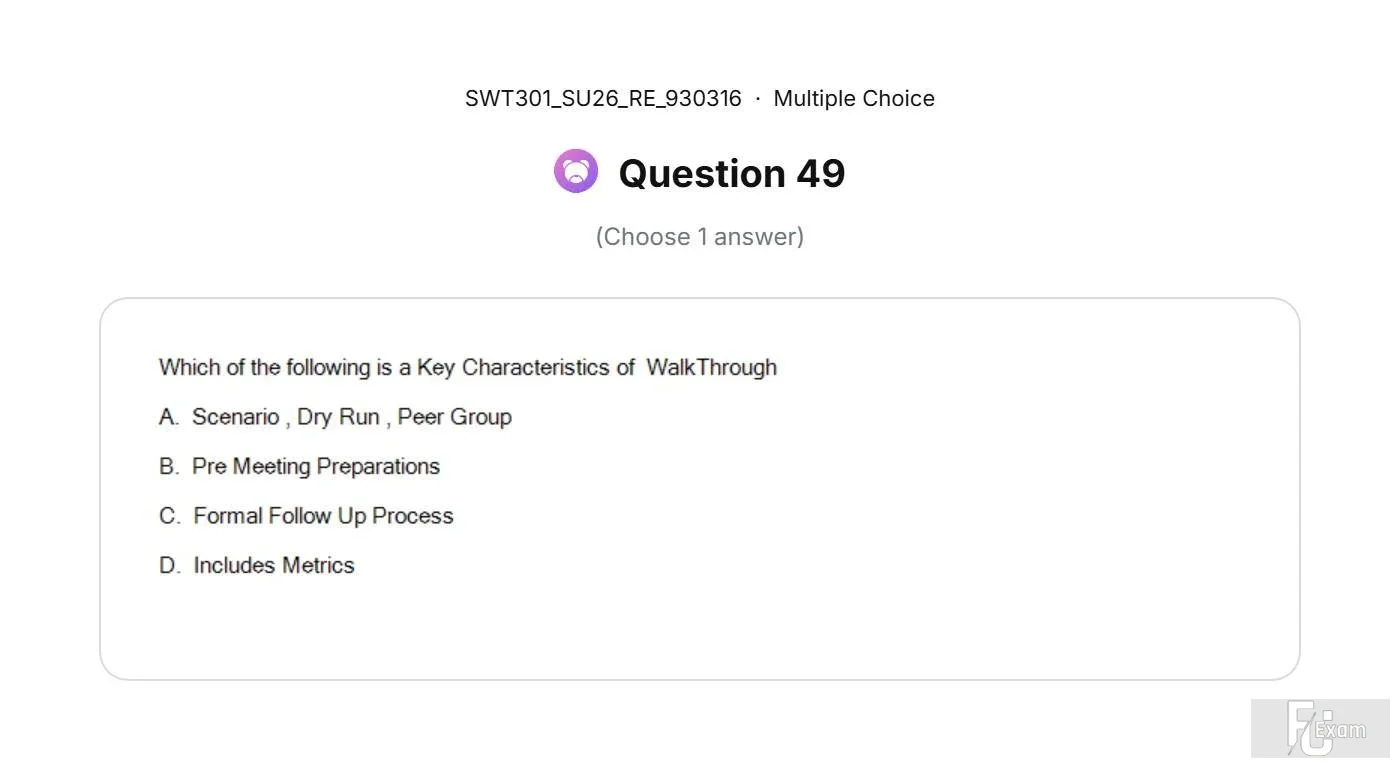 SWT301_SU26_RE_930316 · Multiple Choice
Question 49
(Choose 1 answer)
Which of the following is a Key Characteristics of WalkThrough
A. Scenario , Dry Run , Peer Group
B. Pre Meeting Preparations
C. Formal Follow Up Process
D. Includes Metrics
Exam